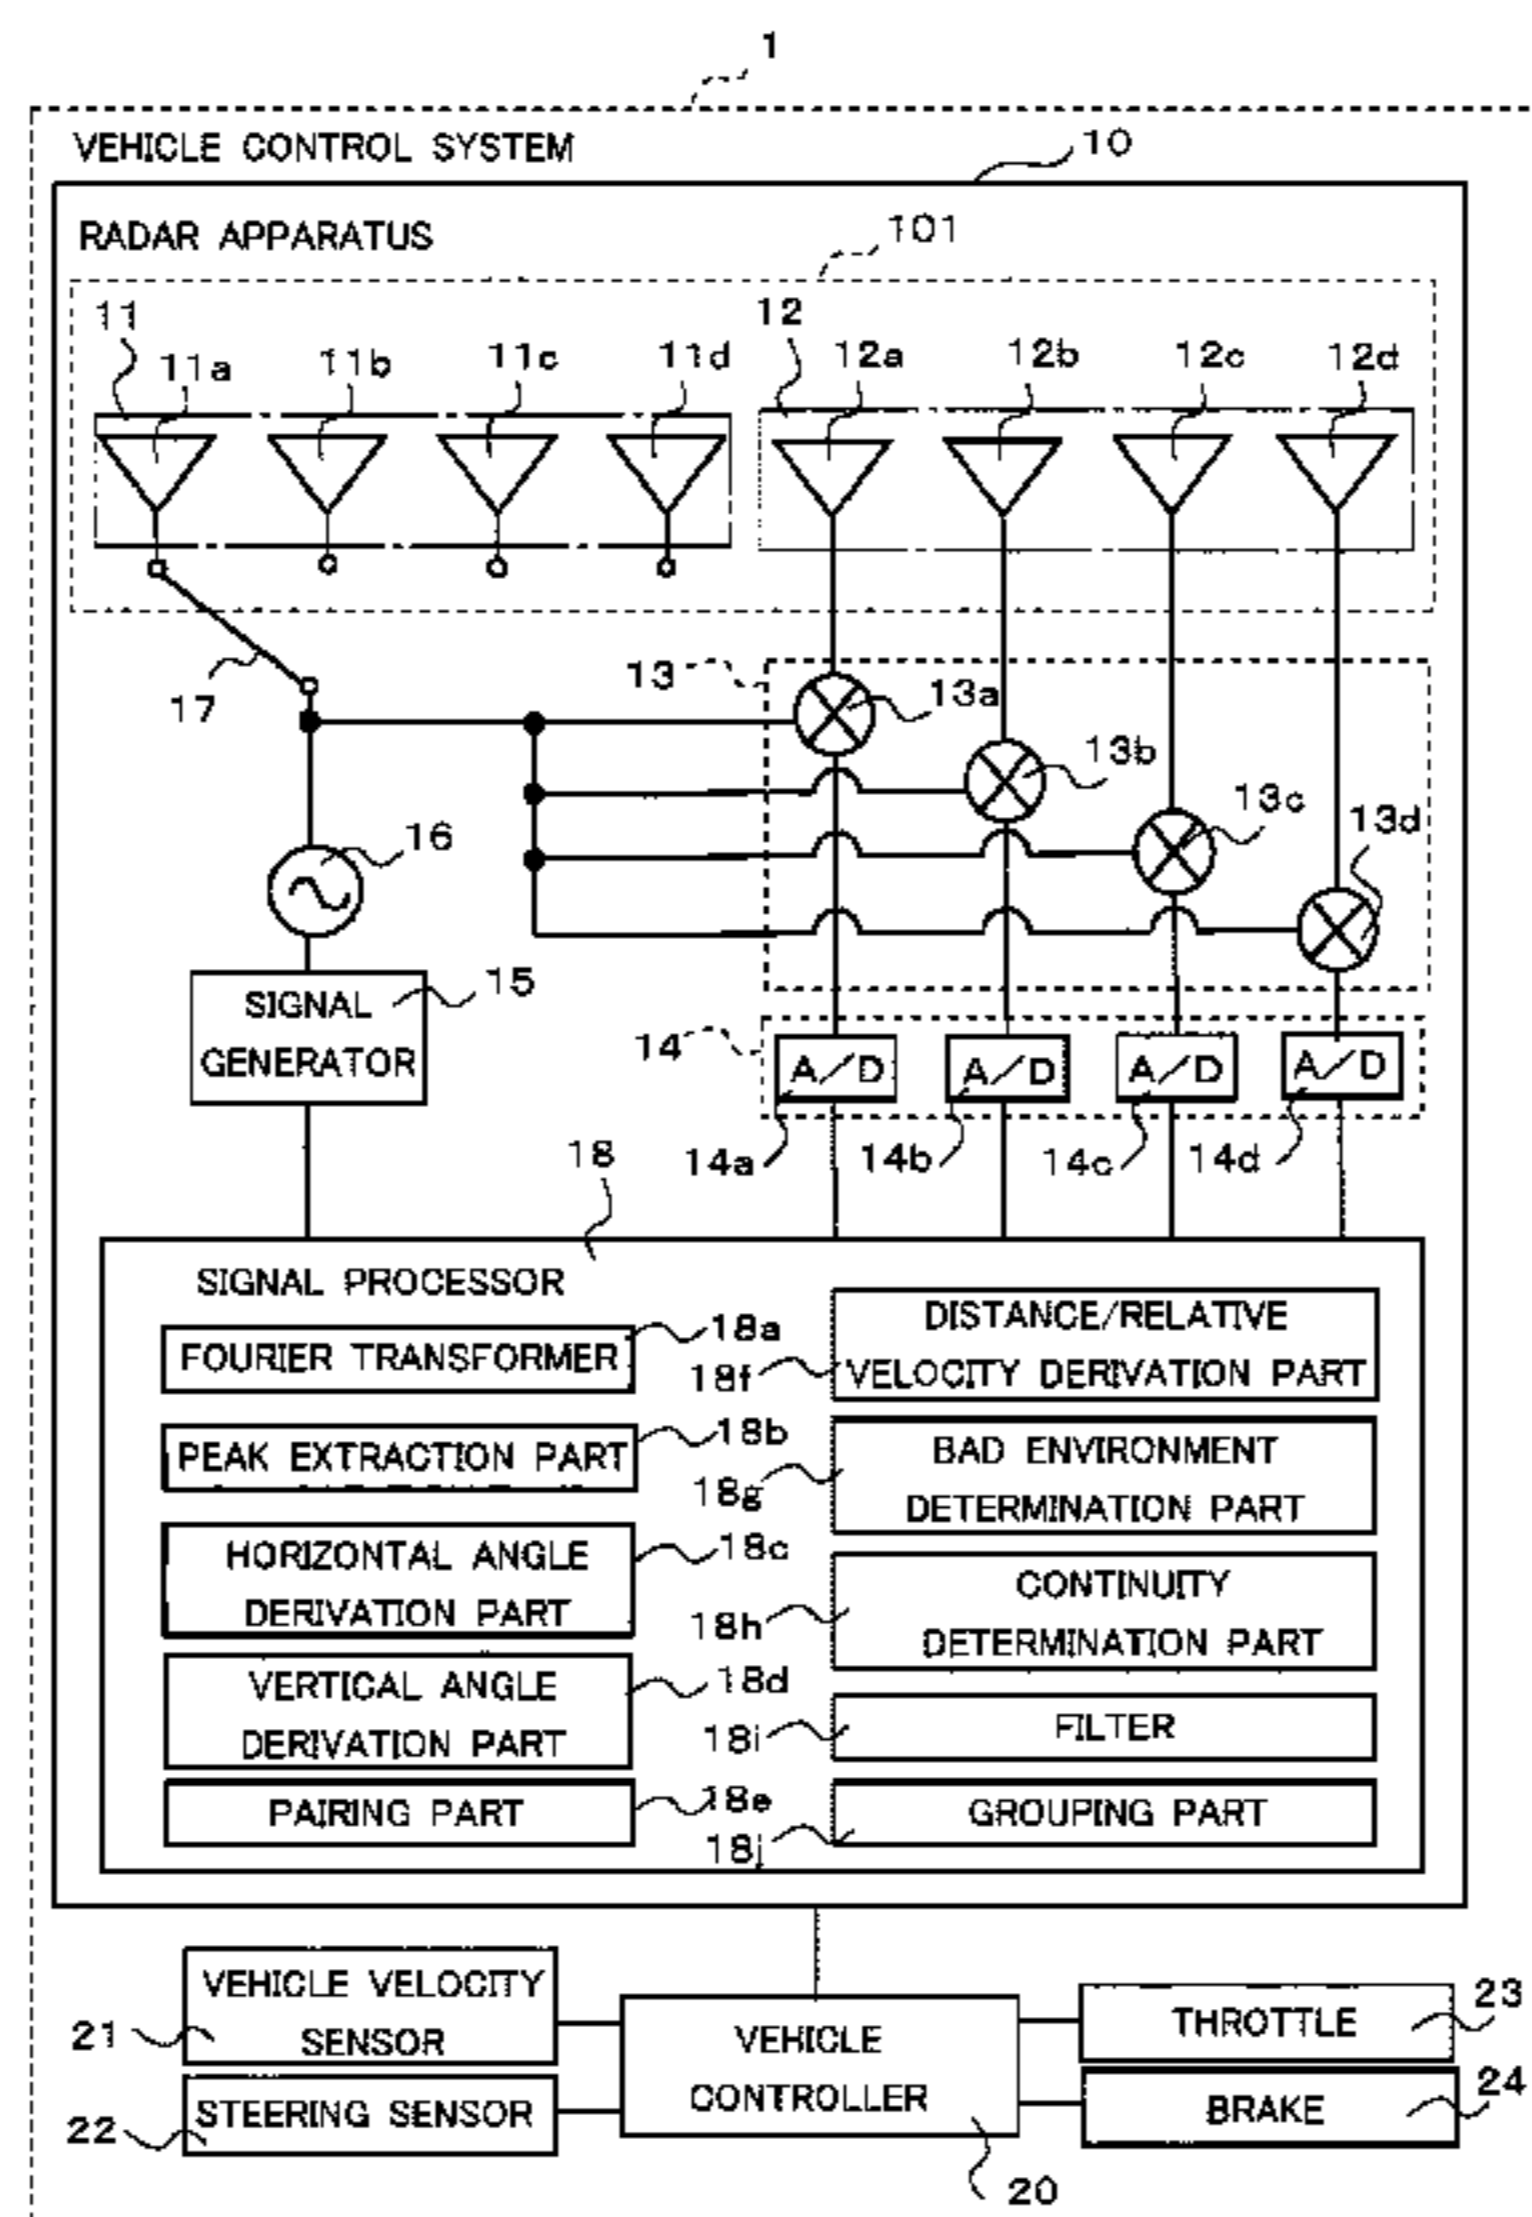 1
VEHICLE CONTROL SYSTEM
10
RADAR APPARATUS
101
11
12
11a
11b
11c
11d
12a
12b
12c
12d
13
13a
17
13b
13c
13d
16
15
SIGNAL
GENERATOR
14
A/D
A/D
A/D
A/D
14a
14b
14c
14d
18
SIGNAL PROCESSOR
FOURIER TRANSFORMER
18a
PEAK EXTRACTION PART
18b
HORIZONTAL ANGLE
DERIVATION PART
18c
VERTICAL ANGLE
DERIVATION PART
18d
PAIRING PART
18e
DISTANCE/RELATIVE
VELOCITY DERIVATION PART
18f
BAD ENVIRONMENT
DETERMINATION PART
18g
CONTINUITY
DETERMINATION PART
18h
FILTER
18i
GROUPING PART
18j
VEHICLE VELOCITY
SENSOR
21
STEERING SENSOR
22
VEHICLE
CONTROLLER
20
THROTTLE
23
BRAKE
24